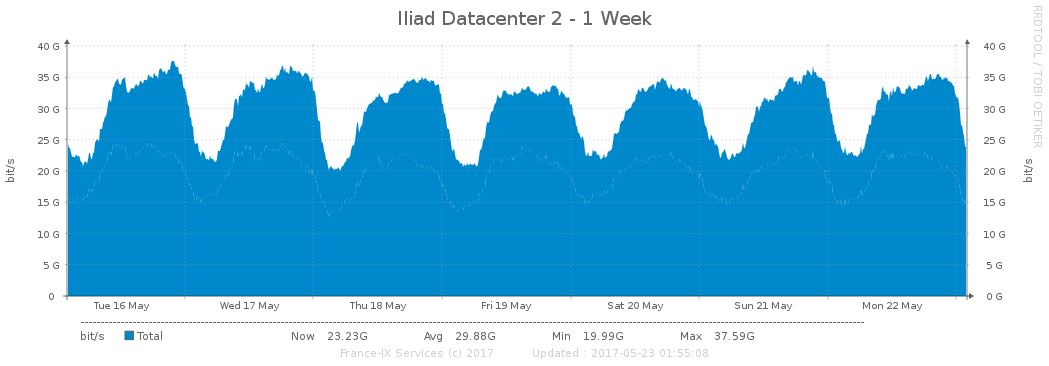 Iliad Datacenter 2 - 1 Week
RRDTOOL / TOBI OETIKER
40 G 40 G
35 G 35 G
30 G 30 G
25 G 25 G
20 G 20 G
15 G 15 G
10 G 10 G
5 G 5 G
0 0 G
bit/s bit/s
Tue 16 May Wed 17 May Thu 18 May Fri 19 May Sat 20 May Sun 21 May Mon 22 May
bit/s Total Now 23.23G Avg 29.88G Min 19.99G Max 37.59G
France-IX Services (c) 2017 Updated : 2017-05-23 01:55:08